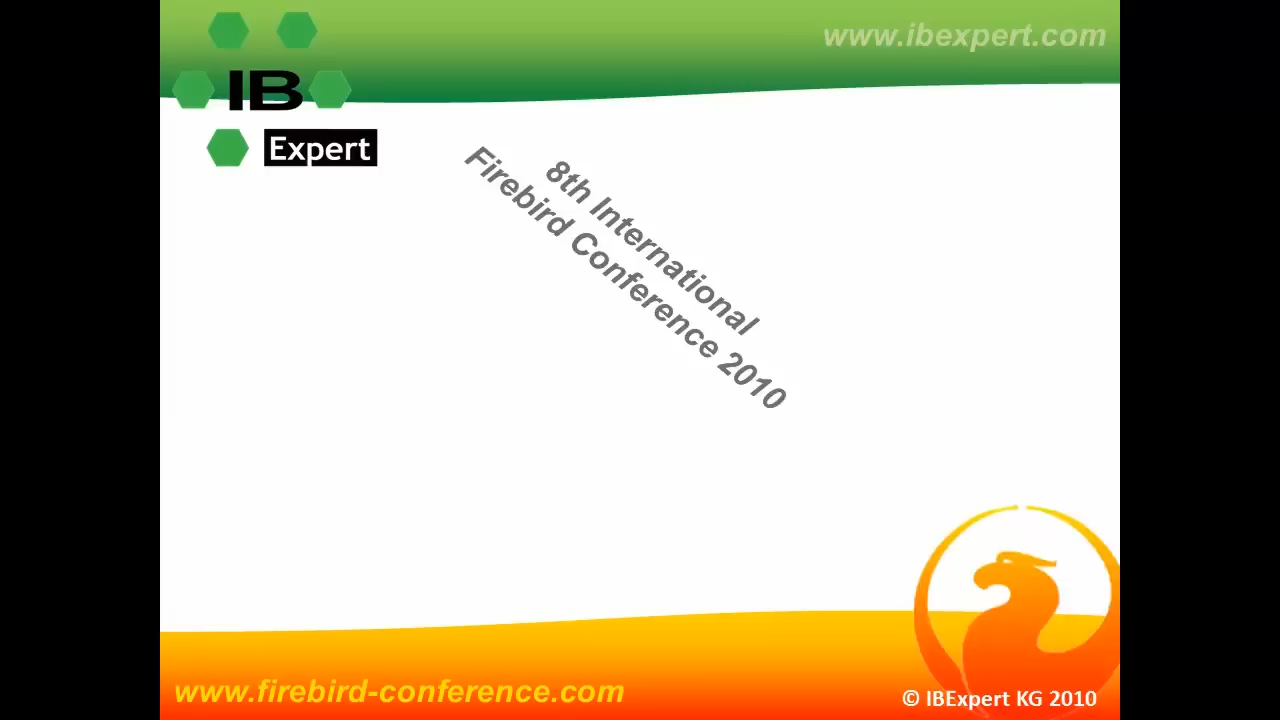 www.ibexpert.com
IB
Expert
8th International
Firebird Conference 2010
www.firebird-conference.com
© IBExpert KG 2010